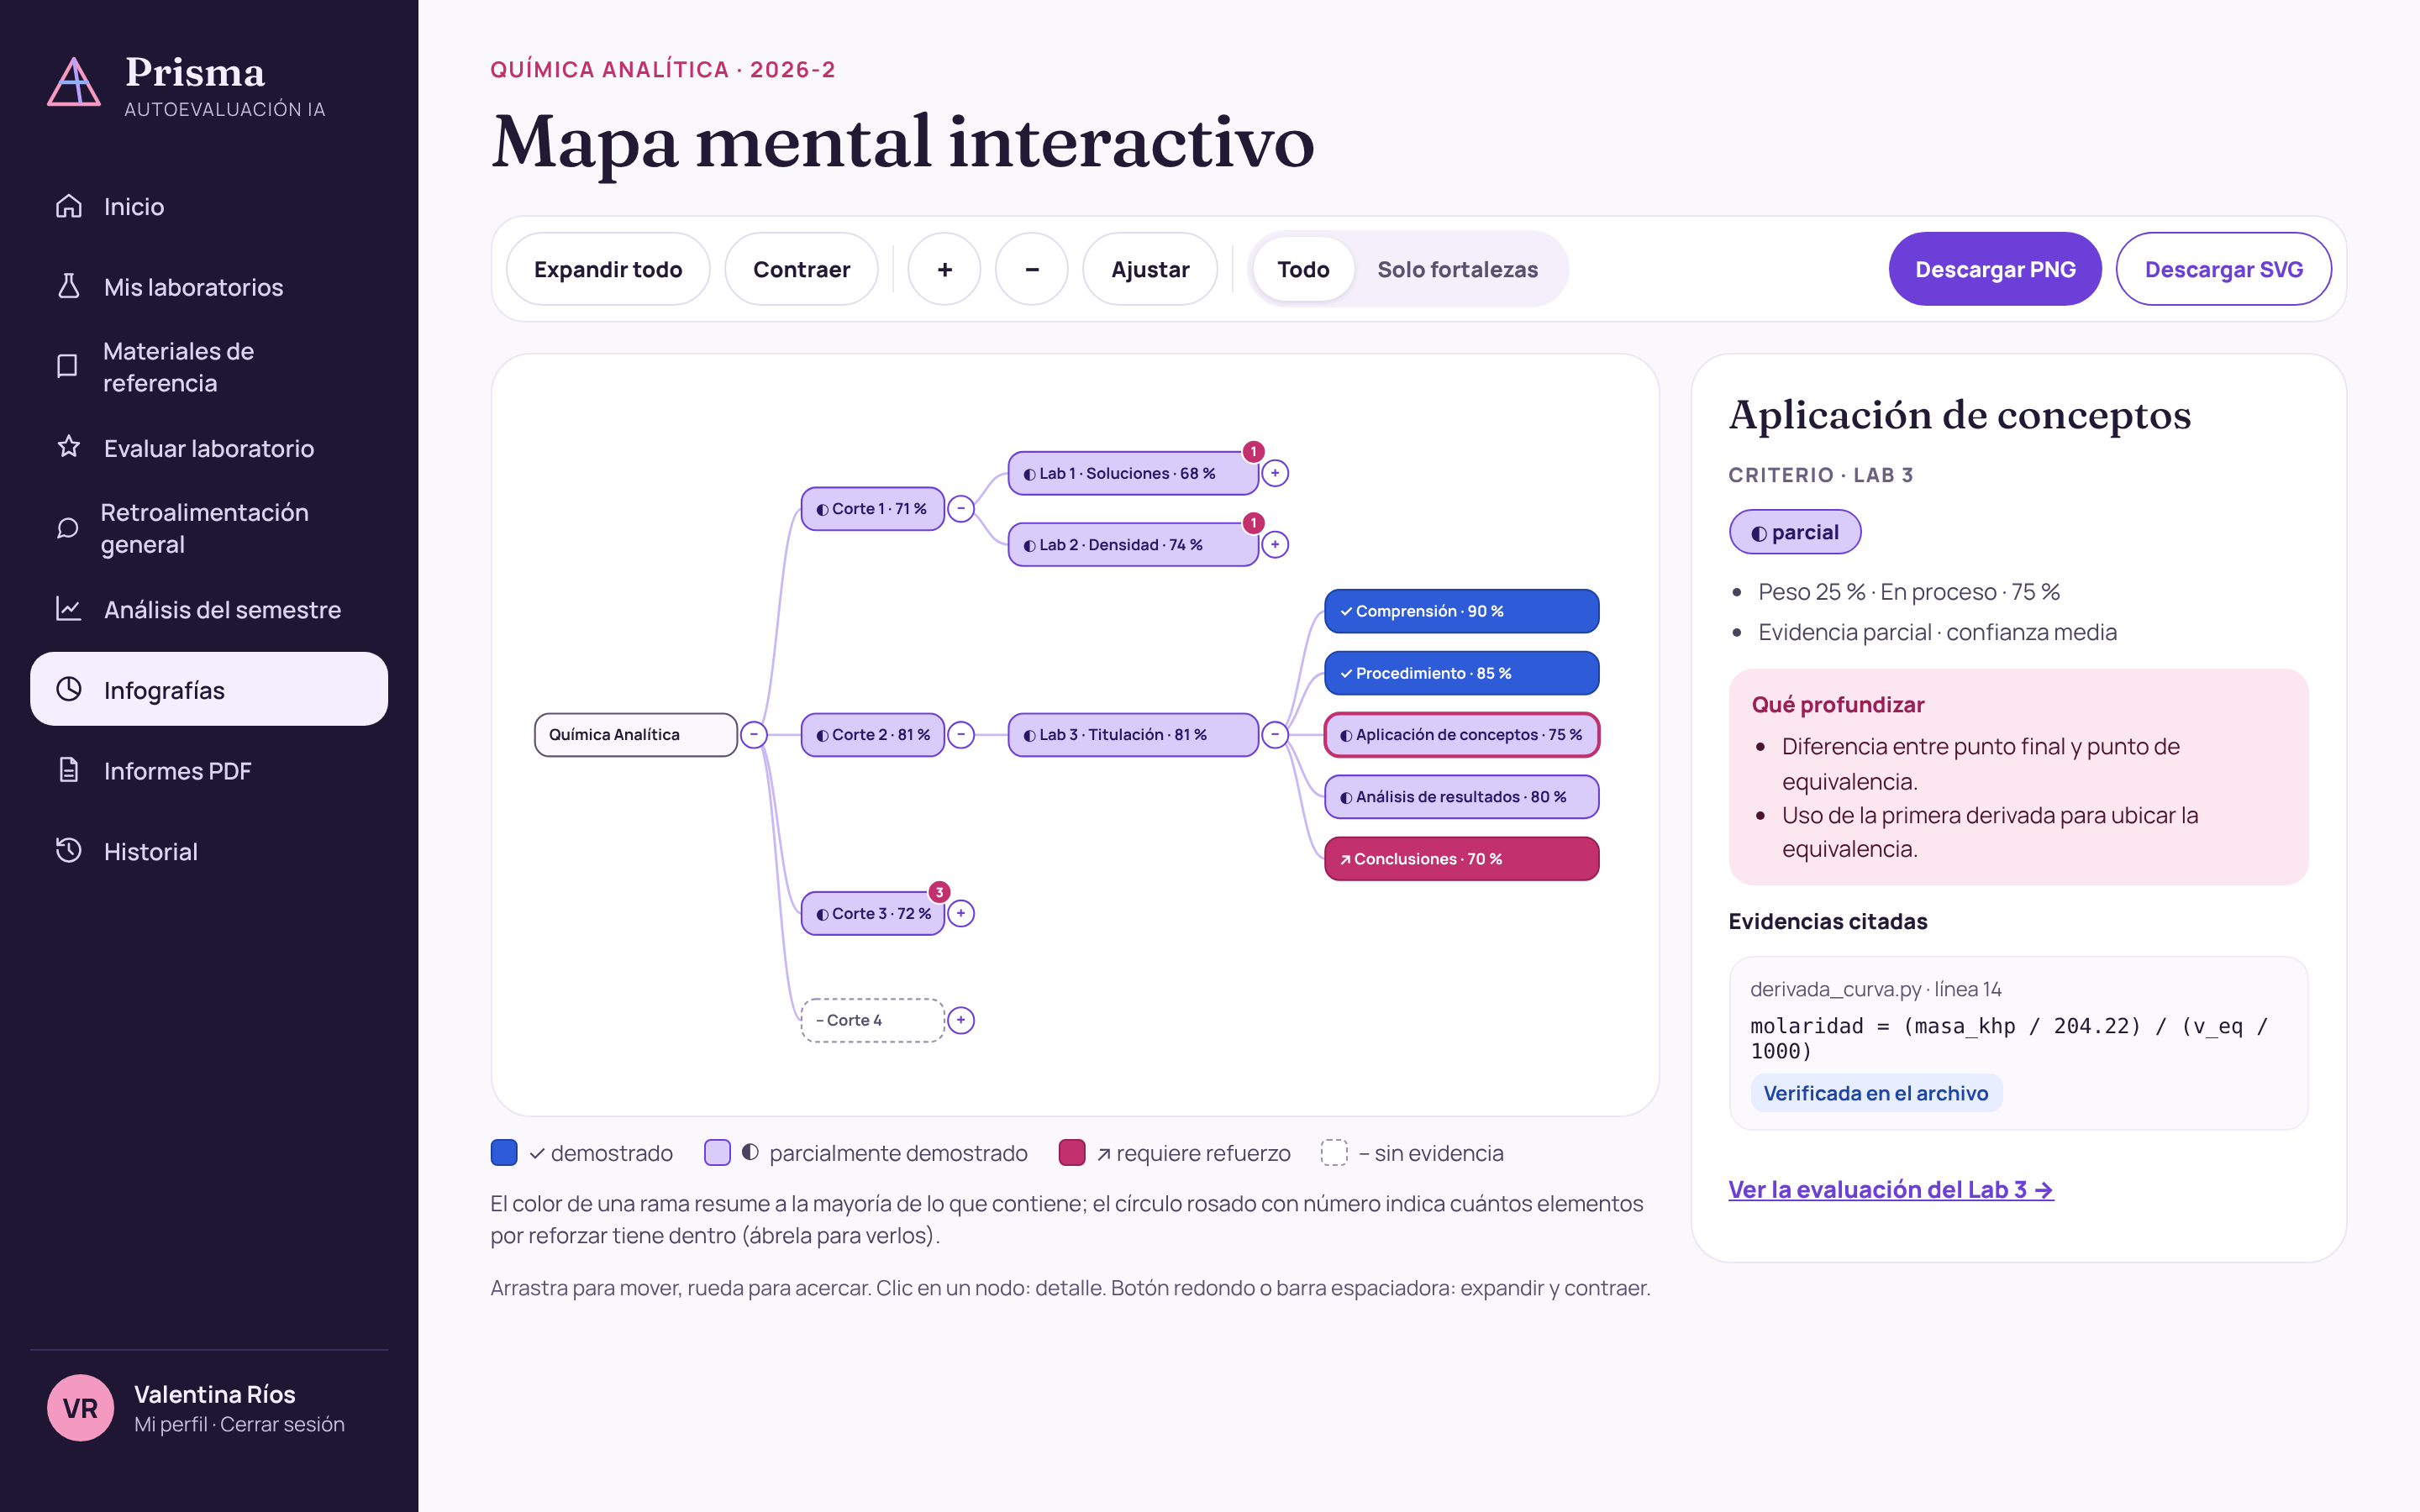 Prisma
AUTOEVALUACIÓN IA
Inicio
Mis laboratorios
Materiales de
referencia
Evaluar laboratorio
Retroalimentación
general
Análisis del semestre
Infografías
Informes PDF
Historial
VR
Valentina Ríos
Mi perfil · Cerrar sesión
QUÍMICA ANALÍTICA · 2026-2
Mapa mental interactivo
Expandir todo
Contraer
+
−
Ajustar
Todo
Solo fortalezas
Descargar PNG
Descargar SVG
Química Analítica
−
◐ Corte 1 · 71 %
−
◐ Lab 1 · Soluciones · 68 %
1
+
◐ Lab 2 · Densidad · 74 %
1
+
◐ Corte 2 · 81 %
−
◐ Lab 3 · Titulación · 81 %
−
✓ Comprensión · 90 %
✓ Procedimiento · 85 %
◐ Aplicación de conceptos · 75 %
◐ Análisis de resultados · 80 %
↗ Conclusiones · 70 %
◐ Corte 3 · 72 %
3
+
– Corte 4
+
✓ demostrado
◐ parcialmente demostrado
↗ requiere refuerzo
– sin evidencia
El color de una rama resume a la mayoría de lo que contiene; el círculo rosado con número indica cuántos elementos
por reforzar tiene dentro (ábrela para verlos).
Arrastra para mover, rueda para acercar. Clic en un nodo: detalle. Botón redondo o barra espaciadora: expandir y contraer.
Aplicación de conceptos
CRITERIO · LAB 3
◐ parcial
• Peso 25 % · En proceso · 75 %
• Evidencia parcial · confianza media
Qué profundizar
• Diferencia entre punto final y punto de
equivalencia.
• Uso de la primera derivada para ubicar la
equivalencia.
Evidencias citadas
derivada_curva.py · línea 14
molaridad = (masa_khp / 204.22) / (v_eq /
1000)
Verificada en el archivo
Ver la evaluación del Lab 3 →